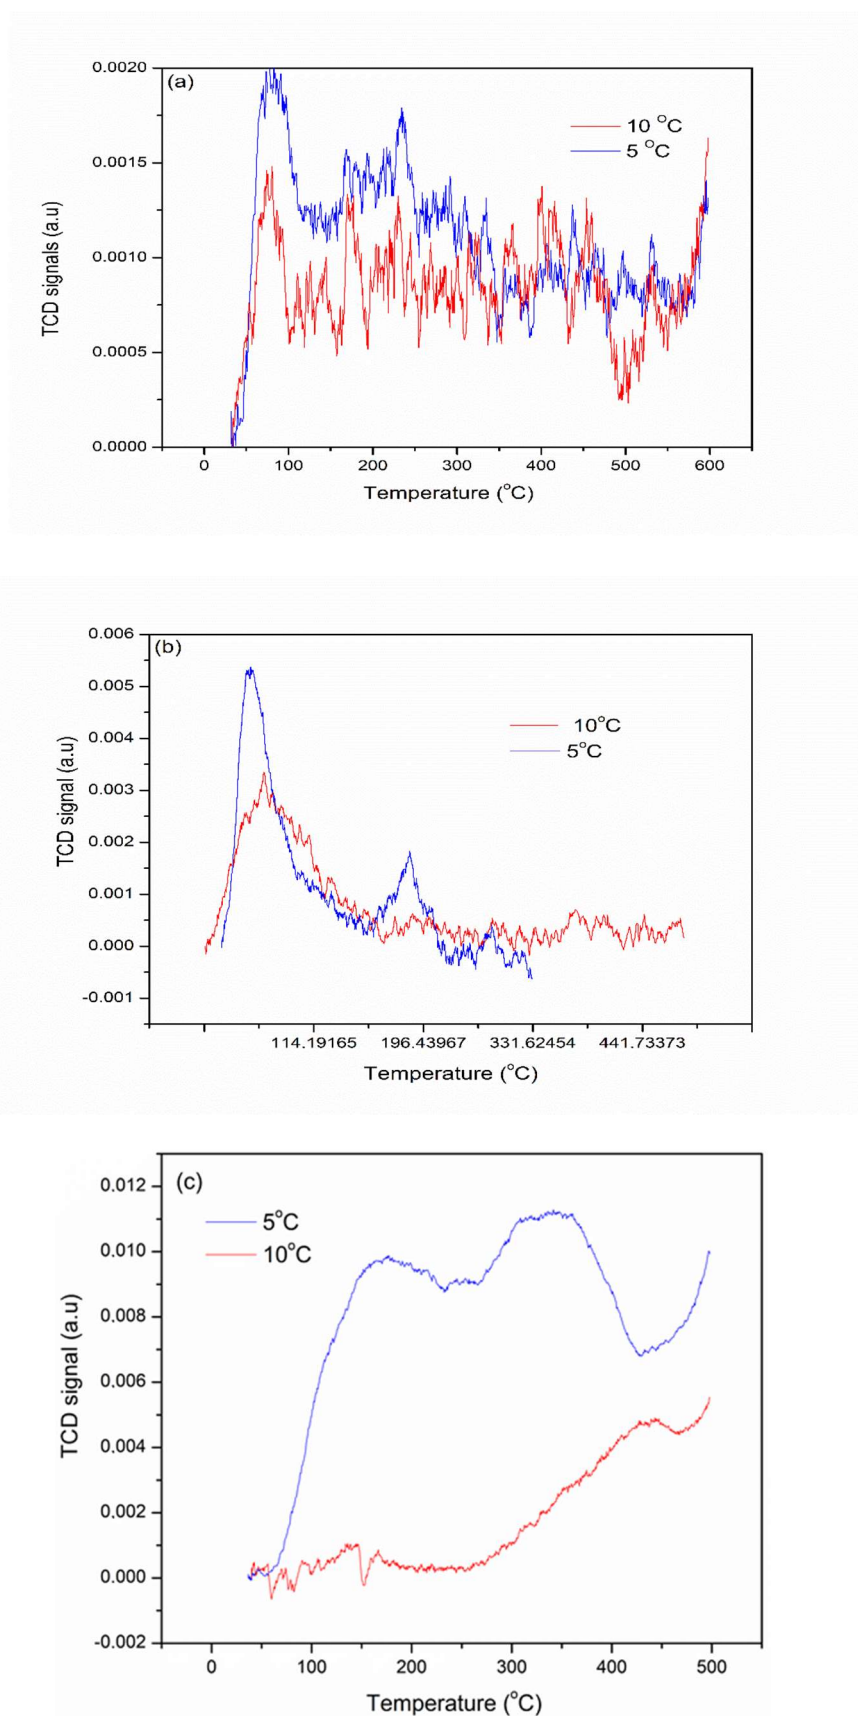 (a)
0.0020
0.0015
0.0010
0.0005
0.0000
TCD signals (a.u)
10 °C
5 °C
0 100 200 300 400 500 600
Temperature (°C)
(b)
0.006
0.005
0.004
0.003
0.002
0.001
0.000
-0.001
TCD signal (a.u)
10°C
5°C
114.19165 196.43967 331.62454 441.73373
Temperature (°C)
(c)
0.012
0.010
0.008
0.006
0.004
0.002
0.000
-0.002
TCD signal (a.u)
5°C
10°C
0 100 200 300 400 500
Temperature (°C)